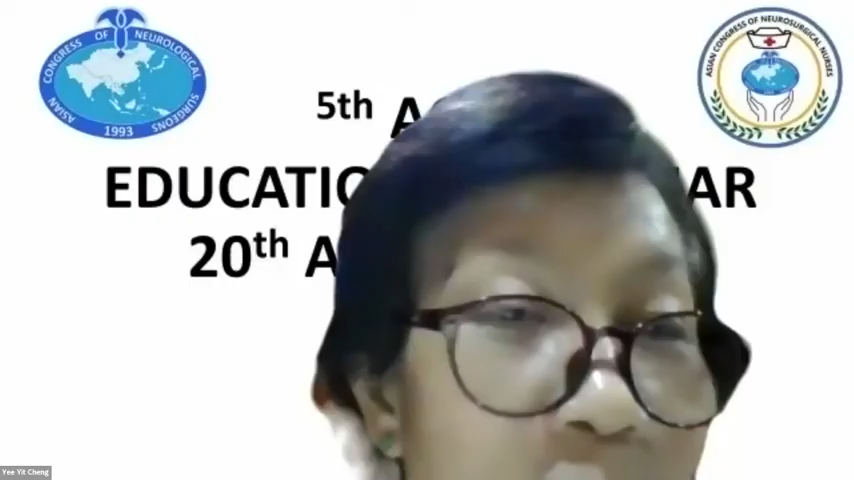 ASIAN CONGRESS OF NEUROLOGICAL SURGEONS
1993
ASIAN CONGRESS OF NEUROSURGICAL NURSES
5th A
EDUCATIO AR
20th A
Yee Yit Cheng